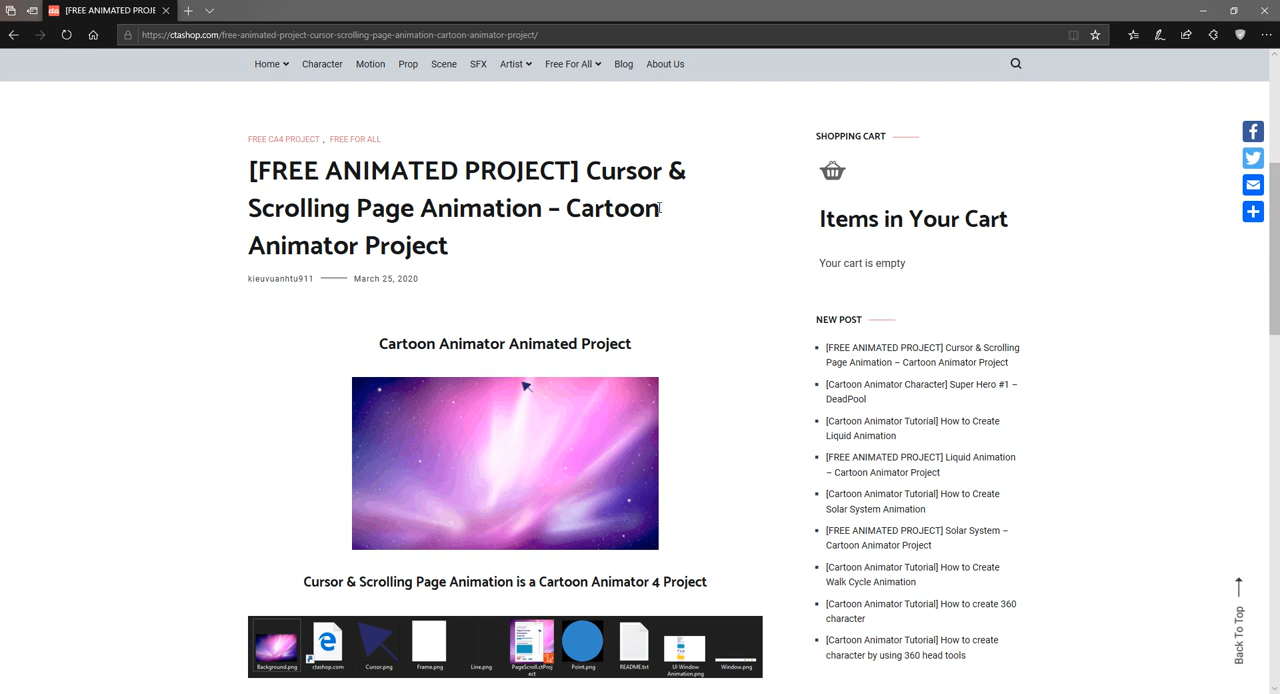 [FREE ANIMATED PROJE
https://ctashop.com/free-animated-project-cursor-scrolling-page-animation-cartoon-animator-project/
Home
Character
Motion
Prop
Scene
SFX
Artist
Free For All
Blog
About Us
FREE CA4 PROJECT , FREE FOR ALL
[FREE ANIMATED PROJECT] Cursor &
Scrolling Page Animation – Cartoon
Animator Project
kieuvuanhtu911
March 25, 2020
Cartoon Animator Animated Project
Cursor & Scrolling Page Animation is a Cartoon Animator 4 Project
Background.png
ctashop.com
Cursor.png
Frame.png
Line.png
PageScroll.ctProj
ect
Point.png
README.txt
UI Window
Animation.png
Window.png
SHOPPING CART
Items in Your Cart
Your cart is empty
NEW POST
[FREE ANIMATED PROJECT] Cursor & Scrolling
Page Animation – Cartoon Animator Project
[Cartoon Animator Character] Super Hero #1 –
DeadPool
[Cartoon Animator Tutorial] How to Create
Liquid Animation
[FREE ANIMATED PROJECT] Liquid Animation
– Cartoon Animator Project
[Cartoon Animator Tutorial] How to Create
Solar System Animation
[FREE ANIMATED PROJECT] Solar System –
Cartoon Animator Project
[Cartoon Animator Tutorial] How to Create
Walk Cycle Animation
[Cartoon Animator Tutorial] How to create 360
character
[Cartoon Animator Tutorial] How to create
character by using 360 head tools
Back To Top